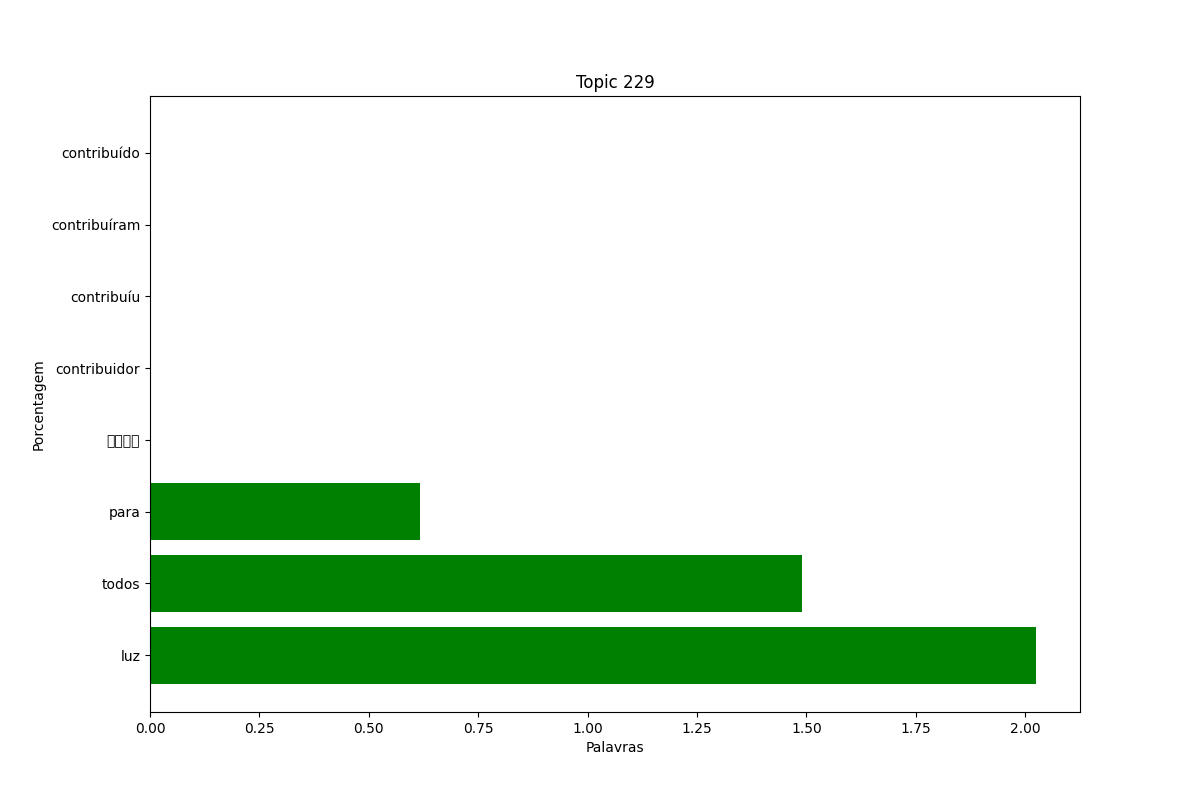 Topic 229
contribuído
contribuíram
contribuíu
contribuidor
para
todos
luz
Porcentagem
0.00 0.25 0.50 0.75 1.00 1.25 1.50 1.75 2.00
Palavras